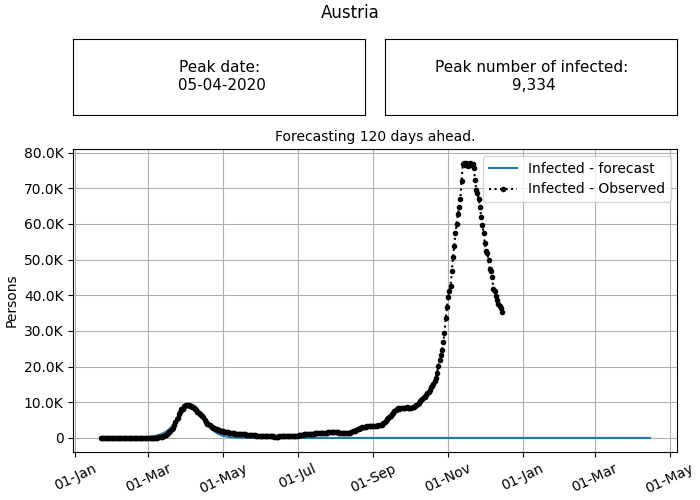 Austria
Peak date:
05-04-2020
Peak number of infected:
9,334
Forecasting 120 days ahead.
80.0K
70.0K
60.0K
50.0K
40.0K
30.0K
20.0K
10.0K
0
Persons
Infected - forecast
Infected - Observed
01-Jan
01-Mar
01-May
01-Jul
01-Sep
01-Nov
01-Jan
01-Mar
01-May